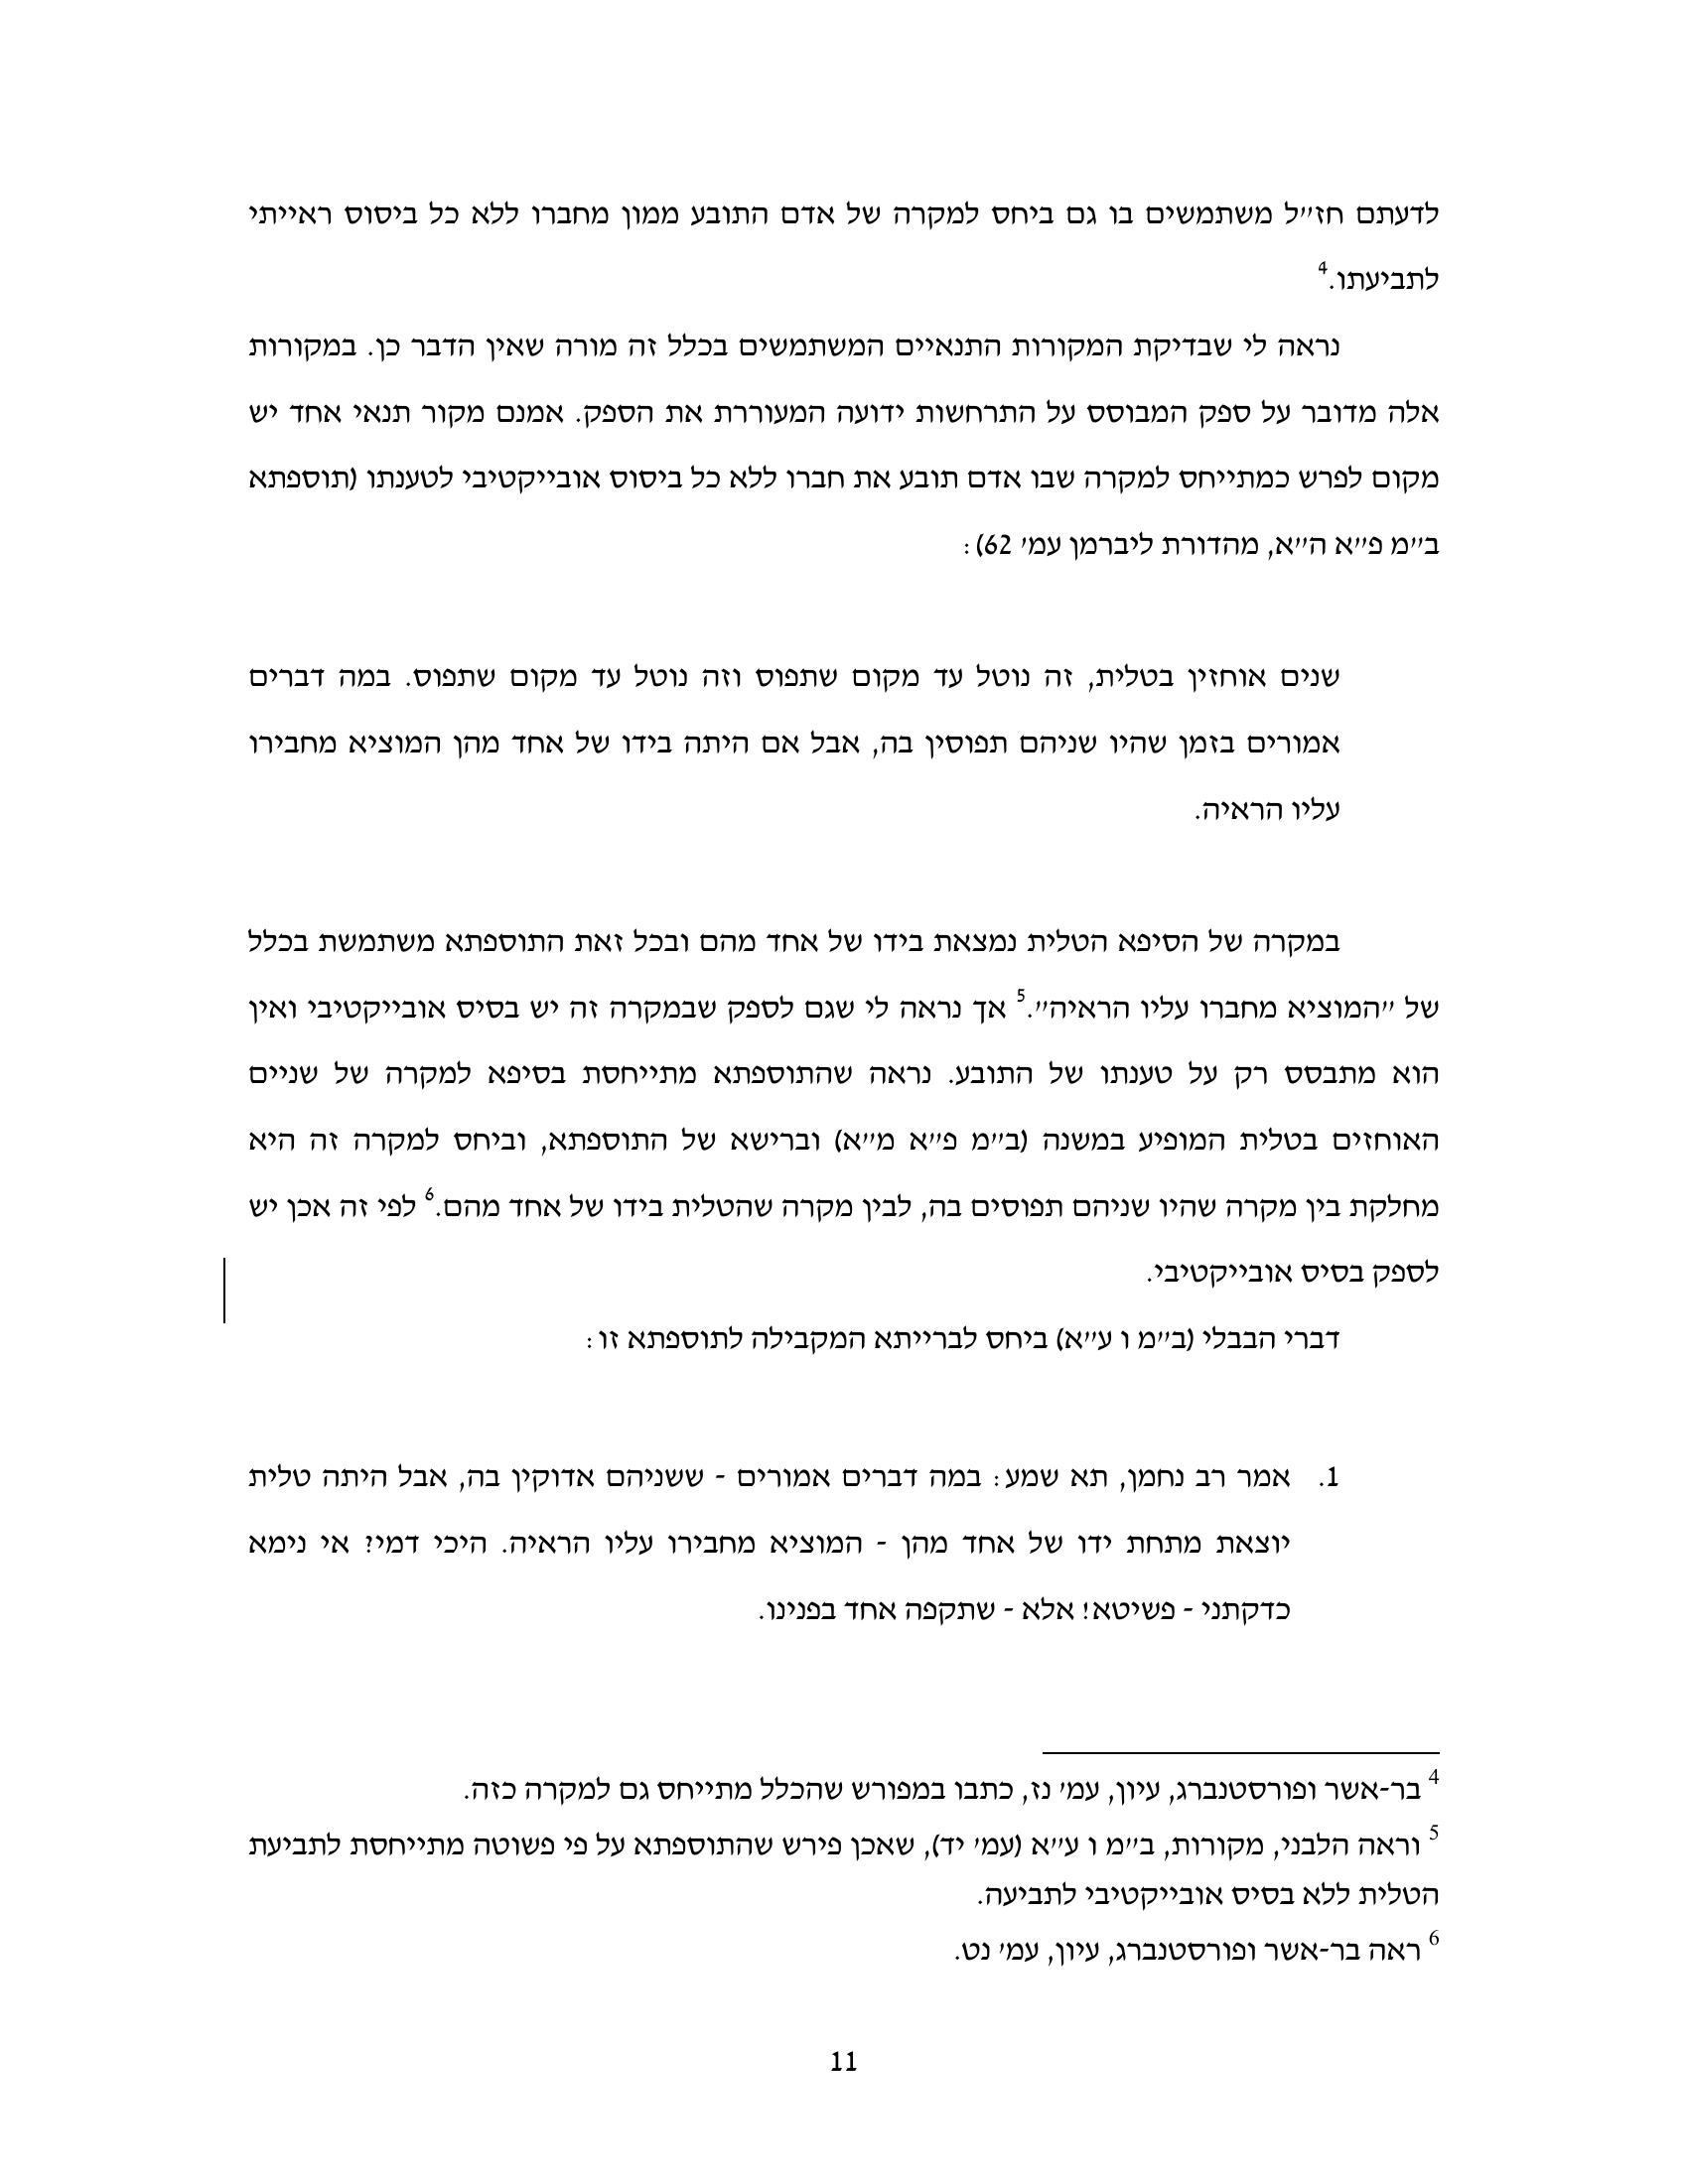 לדעתם חז״ל משתמשים בו גם ביחס למקרה של אדם התובע ממון מחברו ללא כל ביסוס ראייתי
לתביעתו.4
נראה לי שבדיקת המקורות התנאיים המשתמשים בכלל זה מורה שאין הדבר כן. במקורות
אלה מדובר על ספק המבוסס על התרחשות ידועה המעוררת את הספק. אמנם מקור תנאי אחד יש
מקום לפרש כמתייחס למקרה שבו אדם תובע את חברו ללא כל ביסוס אובייקטיבי לטענתו (תוספתא
ב״מ פ״א ה״א, מהדורת ליברמן עמ׳ 62):
שנים אוחזין בטלית, זה נוטל עד מקום שתפוס וזה נוטל עד מקום שתפוס. במה דברים
אמורים בזמן שהיו שניהם תפוסין בה, אבל אם היתה בידו של אחד מהן המוציא מחבירו
עליו הראיה.
במקרה של הסיפא הטלית נמצאת בידו של אחד מהם ובכל זאת התוספתא משתמשת בכלל
של ״המוציא מחברו עליו הראיה״.5 אך נראה לי שגם לספק שבמקרה זה יש בסיס אובייקטיבי ואין
הוא מתבסס רק על טענתו של התובע. נראה שהתוספתא מתייחסת בסיפא למקרה של שניים
האוחזים בטלית המופיע במשנה (ב״מ פ״א מ״א) וברישא של התוספתא, וביחס למקרה זה היא
מחלקת בין מקרה שהיו שניהם תפוסים בה, לבין מקרה שהטלית בידו של אחד מהם.6 לפי זה אכן יש
לספק בסיס אובייקטיבי.
דברי הבבלי (ב״מ ו ע״א) ביחס לברייתא המקבילה לתוספתא זו:
1. אמר רב נחמן, תא שמע: במה דברים אמורים - ששניהם אדוקין בה, אבל היתה טלית
יוצאת מתחת ידו של אחד מהן - המוציא מחבירו עליו הראיה. היכי דמי? אי נימא
כדקתני - פשיטא! אלא - שתקפה אחד בפנינו.
4 בר-אשר ופורסטנברג, עיון, עמ׳ נז, כתבו במפורש שהכלל מתייחס גם למקרה כזה.
5 וראה הלבני, מקורות, ב״מ ו ע״א (עמ׳ יד), שאכן פירש שהתוספתא על פי פשוטה מתייחסת לתביעת
הטלית ללא בסיס אובייקטיבי לתביעה.
6 ראה בר-אשר ופורסטנברג, עיון, עמ׳ נט.
11